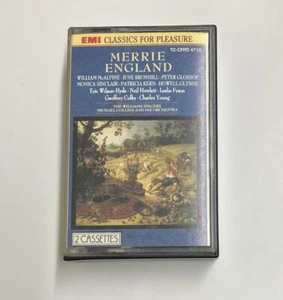 EMI CLASSICS FOR PLEASURE
TC-CFPD 4710
MERRIE
ENGLAND
WILLIAM McALPINE · JUNE BRONHILL · PETER GLOSSOP
MONICA SINCLAIR · PATRICIA KERN · HOWELL GLYNNE
Eric Wilson-Hyde · Neil Howlett · Leslie Fyson
Geoffrey Colby · Charles Young
THE WILLIAMS SINGERS
MICHAEL COLLINS AND HIS ORCHESTRA
2 CASSETTES